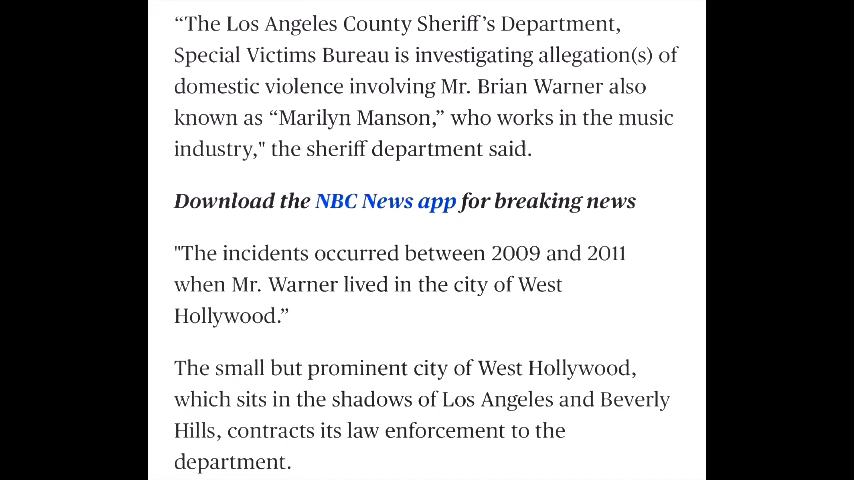 “The Los Angeles County Sheriff’s Department,
Special Victims Bureau is investigating allegation(s) of
domestic violence involving Mr. Brian Warner also
known as “Marilyn Manson,” who works in the music
industry," the sheriff department said.
Download the NBC News app for breaking news
"The incidents occurred between 2009 and 2011
when Mr. Warner lived in the city of West
Hollywood.”
The small but prominent city of West Hollywood,
which sits in the shadows of Los Angeles and Beverly
Hills, contracts its law enforcement to the
department.